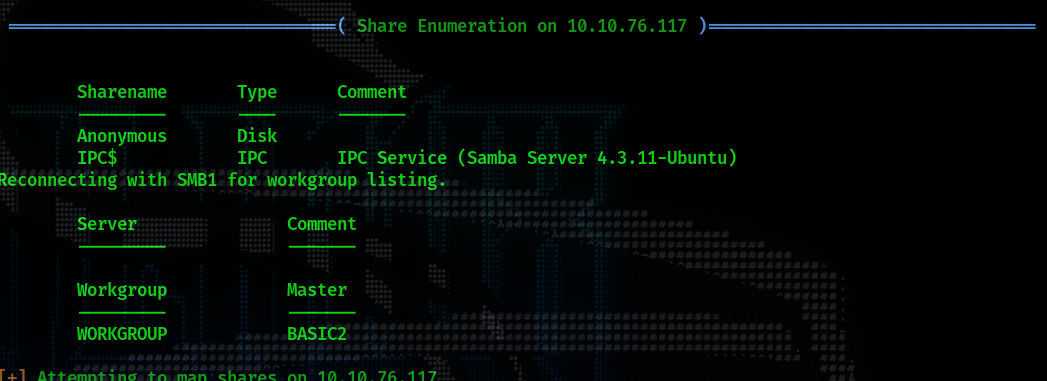 ( Share Enumeration on 10.10.76.117 )
Sharename Type Comment
--------- ---- -------
Anonymous Disk
IPC$ IPC IPC Service (Samba Server 4.3.11-Ubuntu)
Reconnecting with SMB1 for workgroup listing.
Server Comment
--------- -------
Workgroup Master
--------- -------
WORKGROUP BASIC2
[+] Attempting to map shares on 10.10.76.117